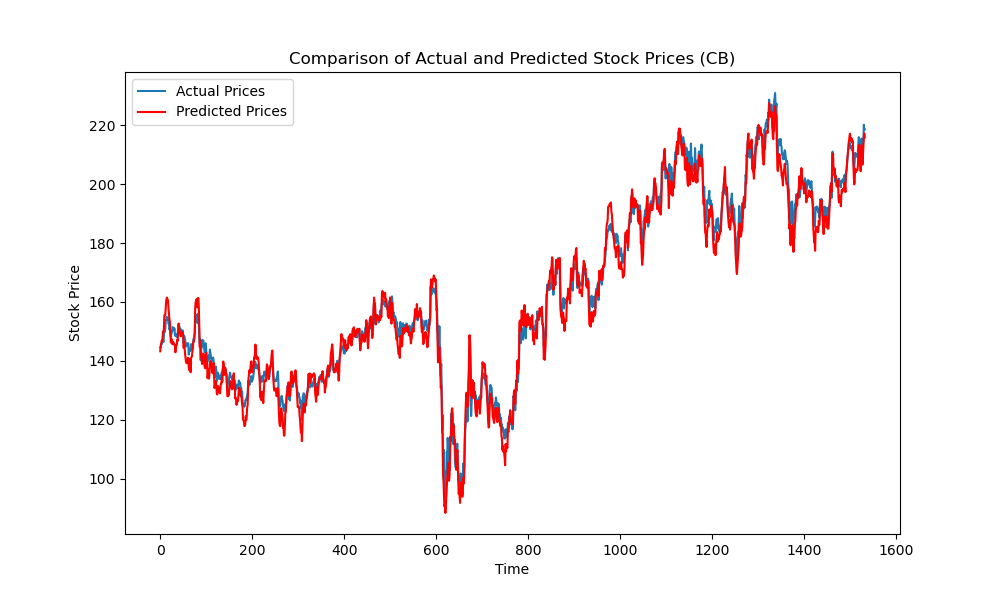 Comparison of Actual and Predicted Stock Prices (CB)
Actual Prices
Predicted Prices
220
200
180
160
140
120
100
Stock Price
0 200 400 600 800 1000 1200 1400 1600
Time